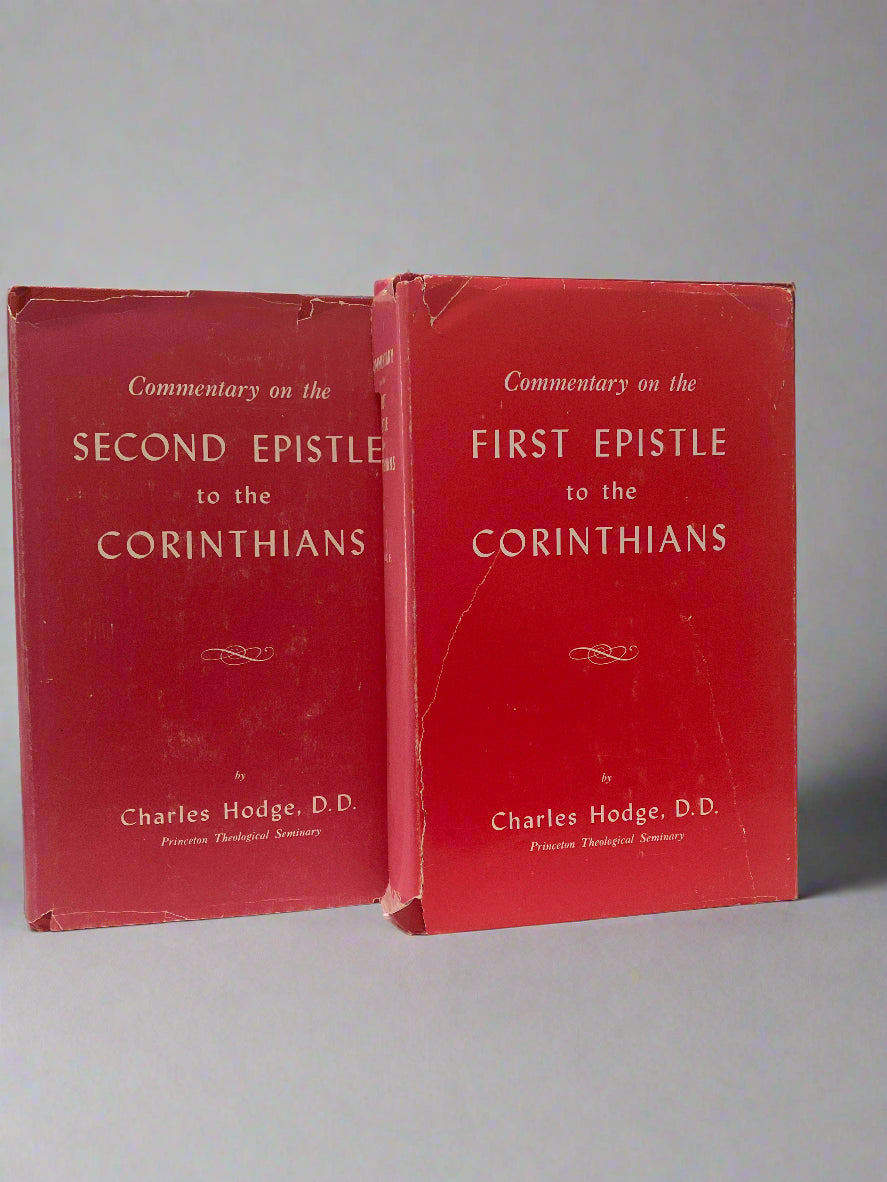 Commentary on the
SECOND EPISTLE
to the
CORINTHIANS
by
Charles Hodge, D.D.
Princeton Theological Seminary
Commentary on the
FIRST EPISTLE
to the
CORINTHIANS
by
Charles Hodge, D.D.
Princeton Theological Seminary